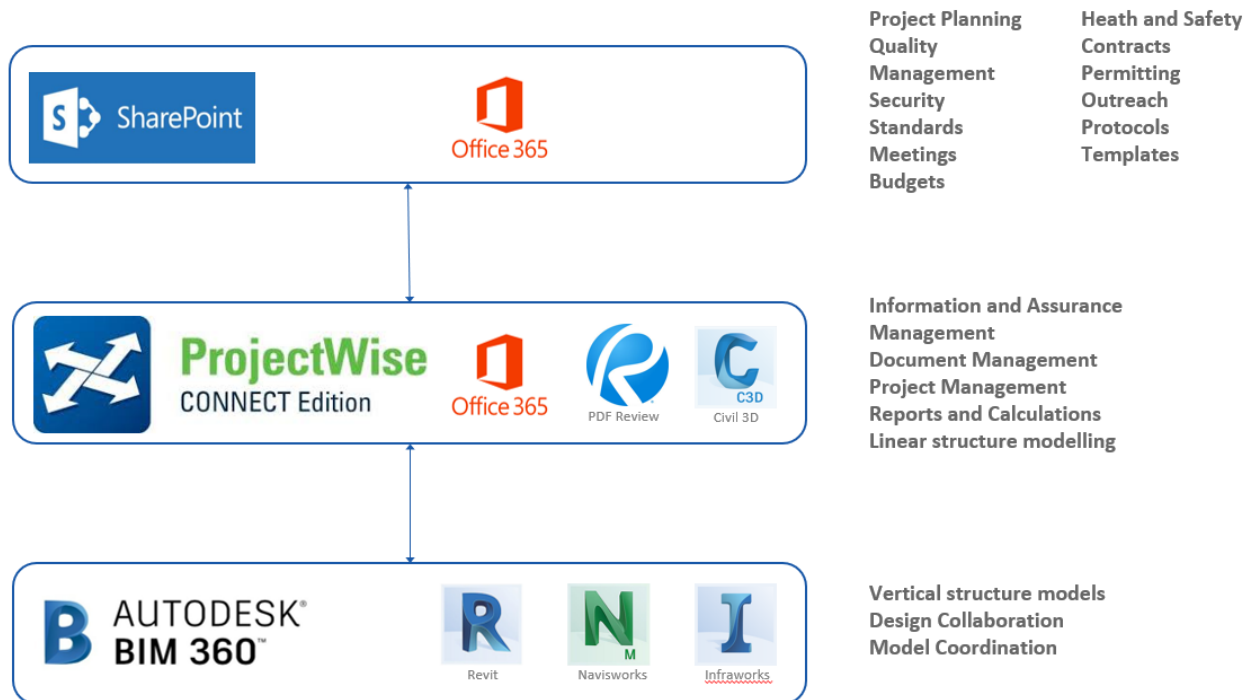 Project Planning
Quality
Management
Security
Standards
Meetings
Budgets
Heath and Safety
Contracts
Permitting
Outreach
Protocols
Templates
S
SharePoint
Office 365
ProjectWise
CONNECT Edition
Office 365
PDF Review
C3D
Civil 3D
Information and Assurance
Management
Document Management
Project Management
Reports and Calculations
Linear structure modelling
B
AUTODESK®
BIM 360™
R
Revit
N
M
Navisworks
I
Infraworks
Vertical structure models
Design Collaboration
Model Coordination